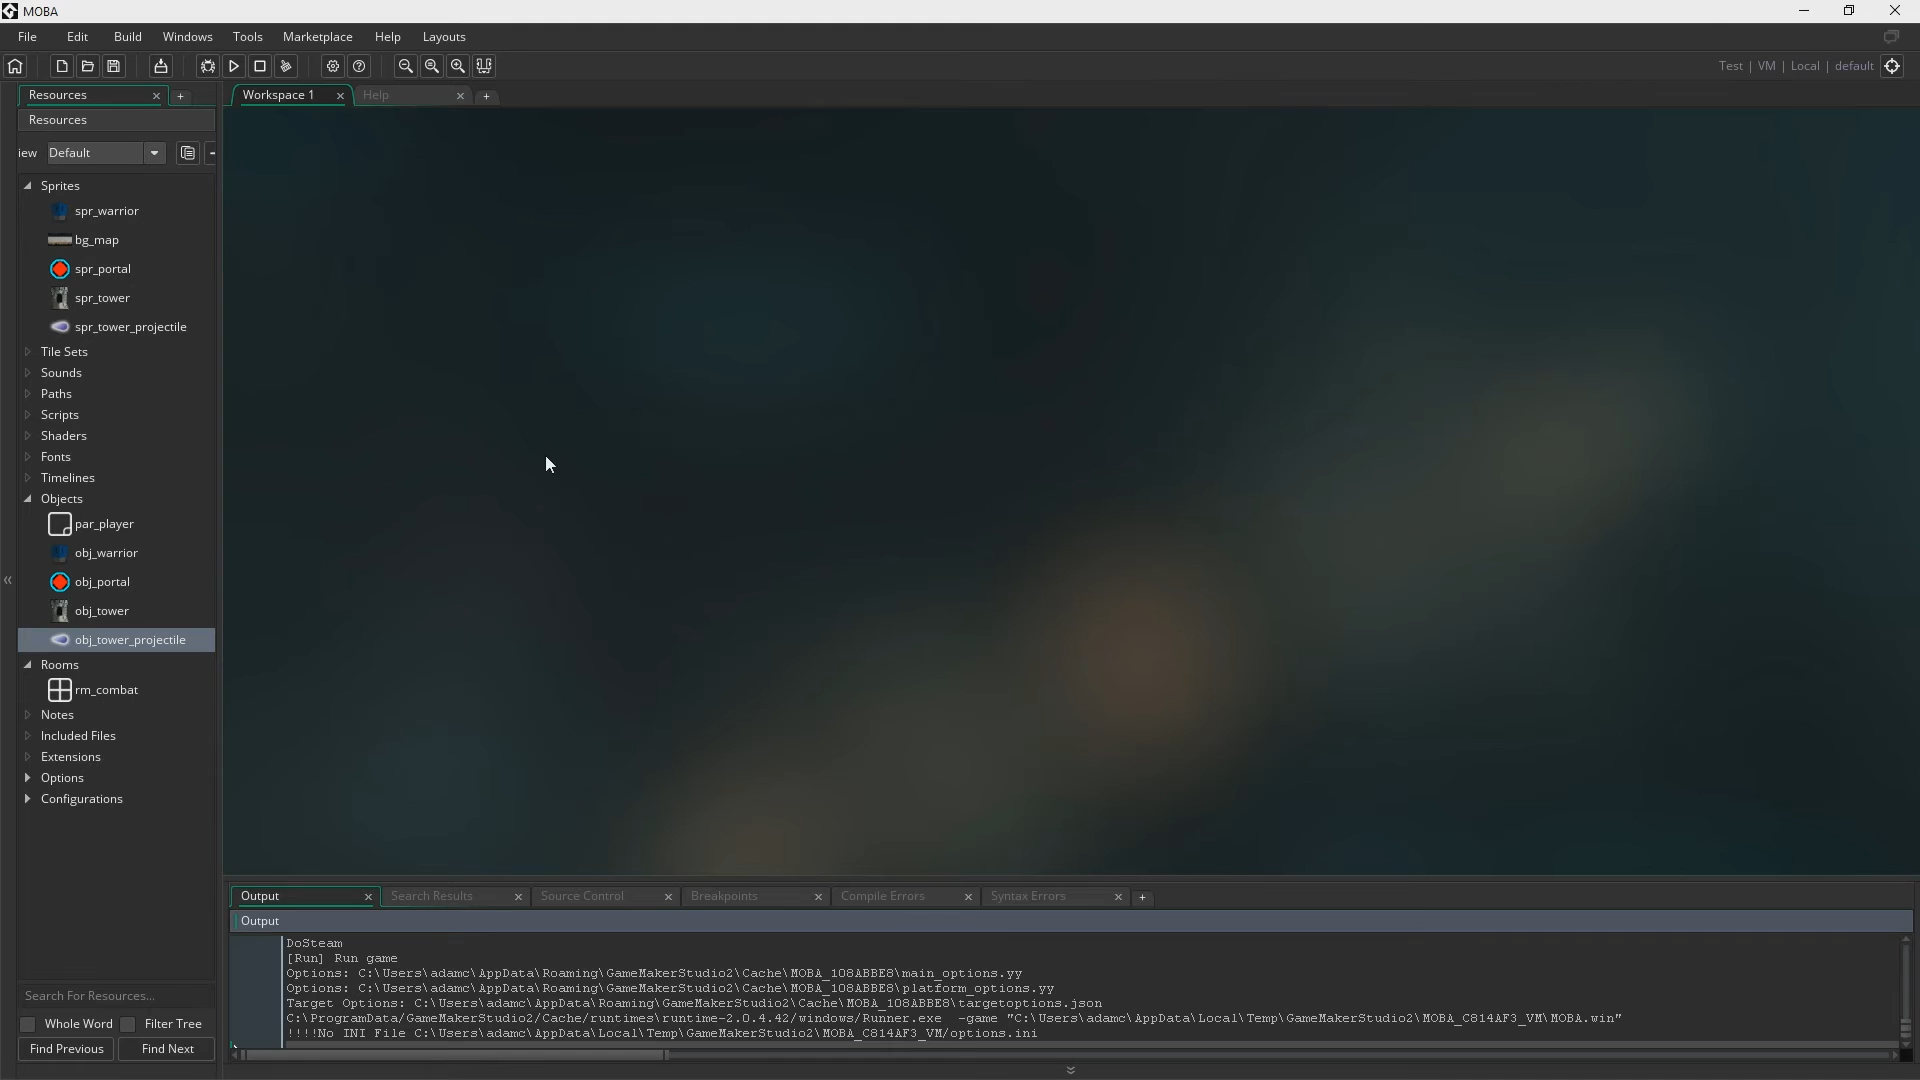 MOBA
File Edit Build Windows Tools Marketplace Help Layouts
Test | VM | Local | default
Resources
Workspace 1
Help
Resources
iew Default
Sprites
spr_warrior
bg_map
spr_portal
spr_tower
spr_tower_projectile
Tile Sets
Sounds
Paths
Scripts
Shaders
Fonts
Timelines
Objects
par_player
obj_warrior
obj_portal
obj_tower
obj_tower_projectile
Rooms
rm_combat
Notes
Included Files
Extensions
Options
Configurations
Search For Resources...
Whole Word Filter Tree
Find Previous Find Next
Output Search Results Source Control Breakpoints Compile Errors Syntax Errors
Output
DoSteam
[Run] Run game
Options: C:\Users\adamc\AppData\Roaming\GameMakerStudio2\Cache\MOBA_108ABBE8\main_options.yy
Options: C:\Users\adamc\AppData\Roaming\GameMakerStudio2\Cache\MOBA_108ABBE8\platform_options.yy
Target Options: C:\Users\adamc\AppData\Roaming\GameMakerStudio2\Cache\MOBA_108ABBE8\targetoptions.json
C:\ProgramData/GameMakerStudio2/Cache/runtimes\runtime-2.0.4.42/windows/Runner.exe -game "C:\Users\adamc\AppData\Local\Temp\GameMakerStudio2\MOBA_C814AF3_VM\MOBA.win"
!!!!No INI File C:\Users\adamc\AppData\Local\Temp\GameMakerStudio2\MOBA_C814AF3_VM/options.ini